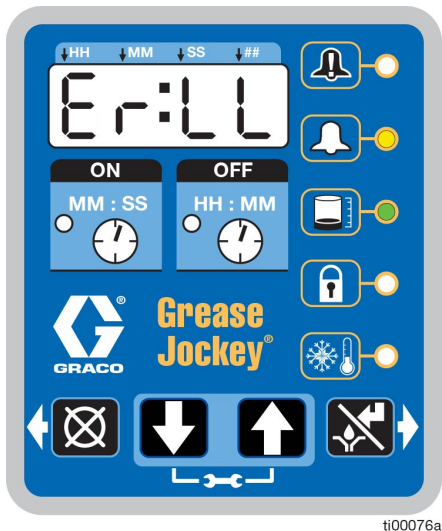 HH MM SS ##
Er:LL
ON OFF
MM : SS HH : MM
Grease
Jockey®
G®
GRACO
ti00076a